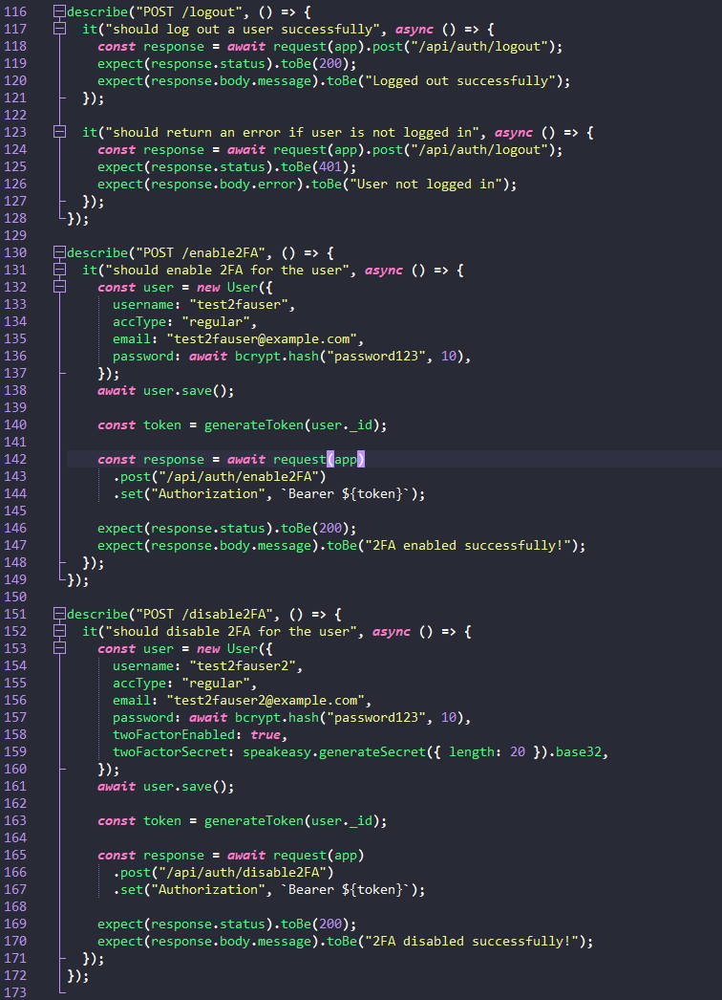 116 describe("POST /logout", () => {
117   it("should log out a user successfully", async () => {
118     const response = await request(app).post("/api/auth/logout");
119     expect(response.status).toBe(200);
120     expect(response.body.message).toBe("Logged out successfully");
121   });
122
123   it("should return an error if user is not logged in", async () => {
124     const response = await request(app).post("/api/auth/logout");
125     expect(response.status).toBe(401);
126     expect(response.body.error).toBe("User not logged in");
127   });
128 });
129
130 describe("POST /enable2FA", () => {
131   it("should enable 2FA for the user", async () => {
132     const user = new User({
133       username: "test2fauser",
134       accType: "regular",
135       email: "test2fauser@example.com",
136       password: await bcrypt.hash("password123", 10),
137     });
138     await user.save();
139
140     const token = generateToken(user._id);
141
142     const response = await request(app)
143       .post("/api/auth/enable2FA")
144       .set("Authorization", `Bearer ${token}`);
145
146     expect(response.status).toBe(200);
147     expect(response.body.message).toBe("2FA enabled successfully!");
148   });
149 });
150
151 describe("POST /disable2FA", () => {
152   it("should disable 2FA for the user", async () => {
153     const user = new User({
154       username: "test2fauser2",
155       accType: "regular",
156       email: "test2fauser2@example.com",
157       password: await bcrypt.hash("password123", 10),
158       twoFactorEnabled: true,
159       twoFactorSecret: speakeasy.generateSecret({ length: 20 }).base32,
160     });
161     await user.save();
162
163     const token = generateToken(user._id);
164
165     const response = await request(app)
166       .post("/api/auth/disable2FA")
167       .set("Authorization", `Bearer ${token}`);
168
169     expect(response.status).toBe(200);
170     expect(response.body.message).toBe("2FA disabled successfully!");
171   });
172 });
173